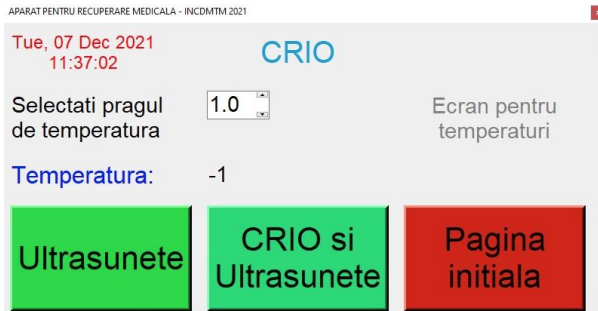 APARAT PENTRU RECUPERARE MEDICALA - INCDMTM 2021
Tue, 07 Dec 2021
11:37:02
CRIO
Selectati pragul
de temperatura
1.0
Ecran pentru
temperaturi
Temperatura:
-1
Ultrasunete
CRIO si
Ultrasunete
Pagina
initiala